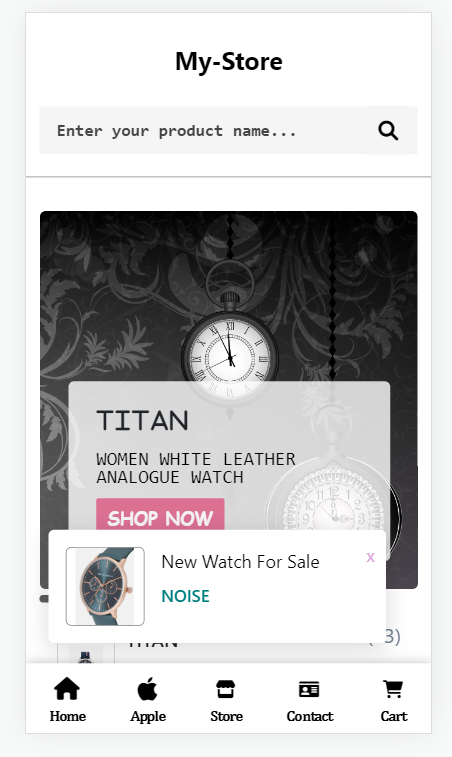 My-Store
Enter your product name...
TITAN
WOMEN WHITE LEATHER
ANALOGUE WATCH
SHOP NOW
New Watch For Sale
x
NOISE
TITAN
3)
Home
Apple
Store
Contact
Cart